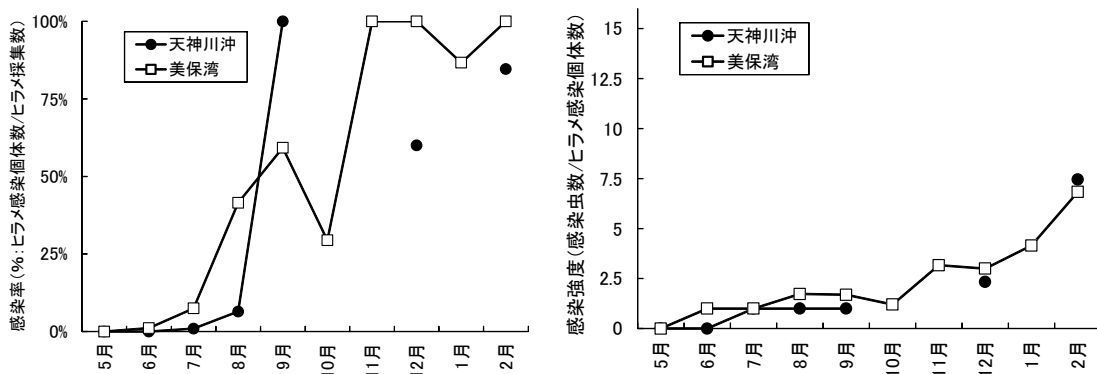 感染率(%:ヒラメ感染個体数/ヒラメ採集数)
100%
75%
50%
25%
0%
天神川沖
美保湾
5月
6月
7月
8月
9月
10月
11月
12月
1月
2月
感染強度(感染虫数/ヒラメ感染個体数)
15
12.5
7.5
5
2.5
0
天神川沖
美保湾
5月
6月
7月
8月
9月
10月
11月
12月
1月
2月